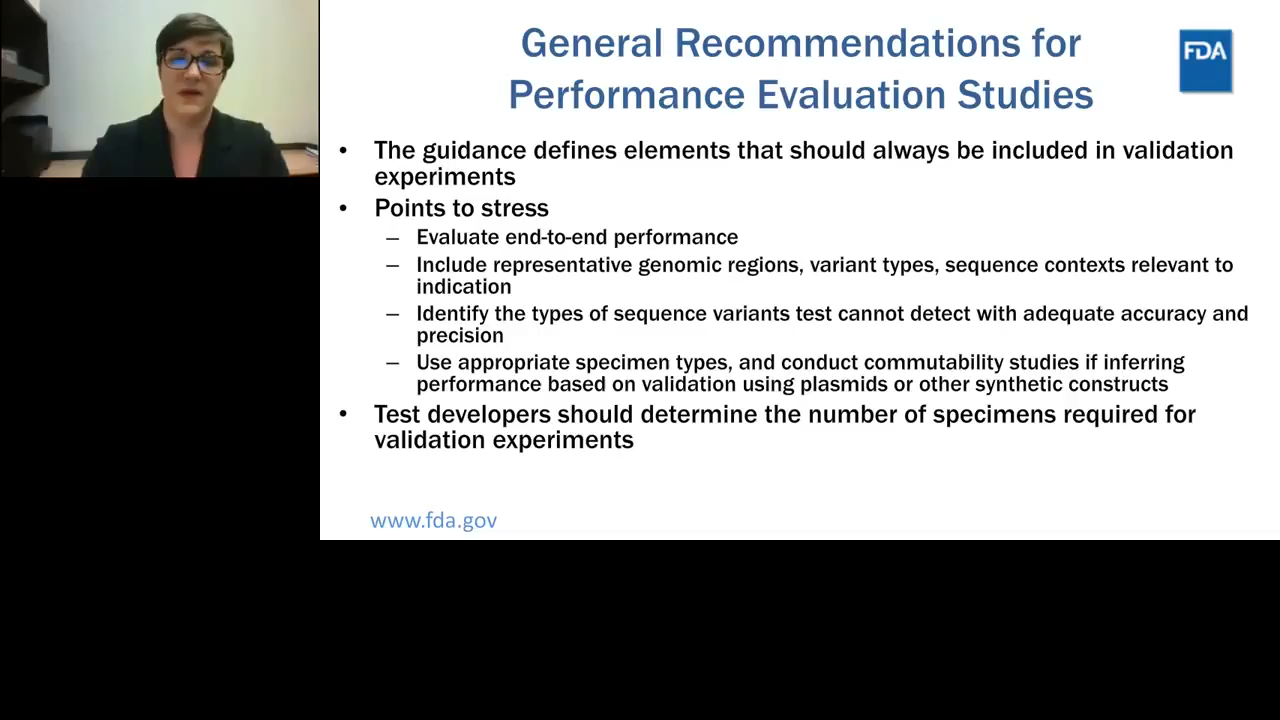 General Recommendations for
Performance Evaluation Studies
FDA
• The guidance defines elements that should always be included in validation
experiments
• Points to stress
– Evaluate end-to-end performance
– Include representative genomic regions, variant types, sequence contexts relevant to
indication
– Identify the types of sequence variants test cannot detect with adequate accuracy and
precision
– Use appropriate specimen types, and conduct commutability studies if inferring
performance based on validation using plasmids or other synthetic constructs
• Test developers should determine the number of specimens required for
validation experiments
www.fda.gov